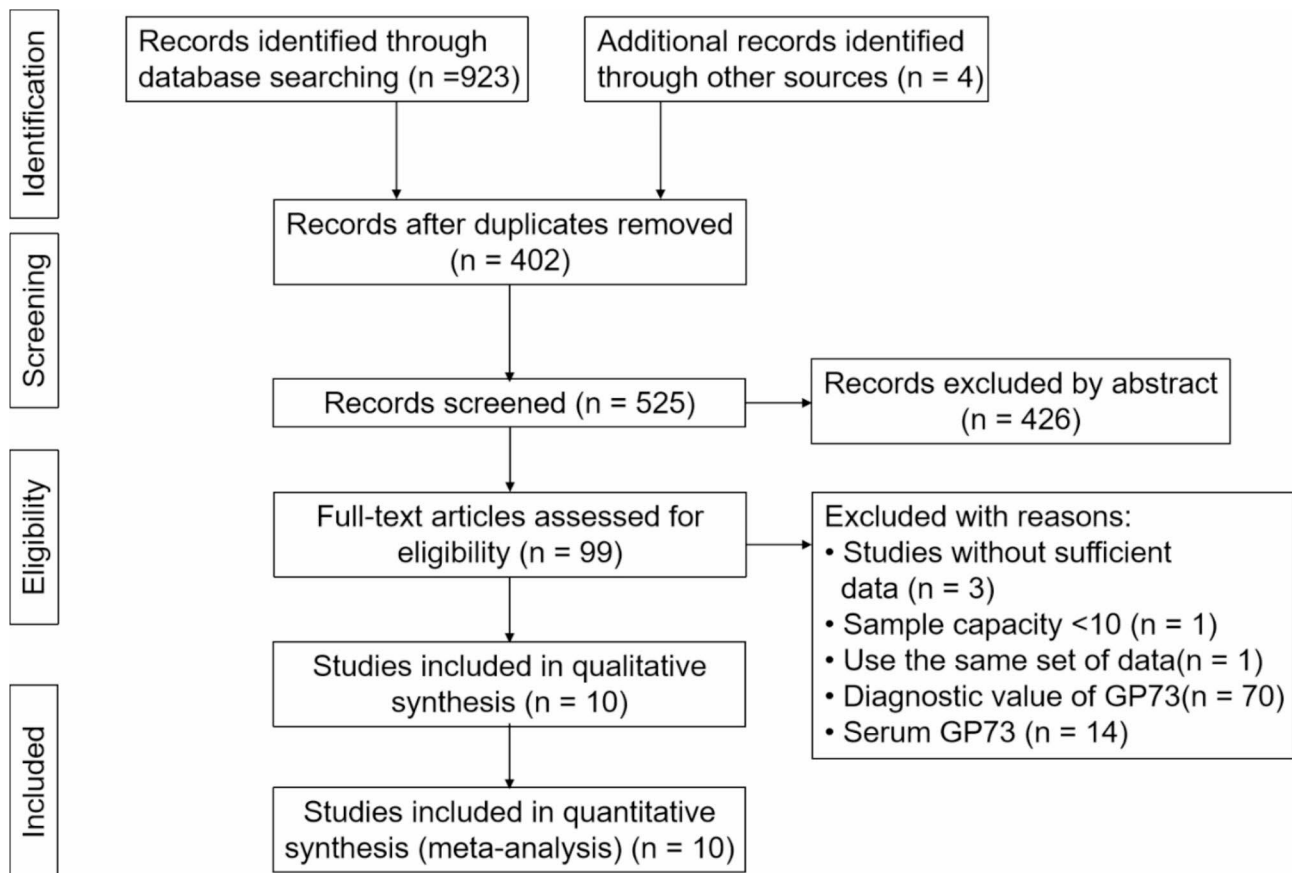 Identification
Records identified through
database searching (n =923)
Additional records identified
through other sources (n = 4)
Records after duplicates removed
(n = 402)
Screening
Records screened (n = 525)
Records excluded by abstract
(n = 426)
Eligibility
Full-text articles assessed for
eligibility (n = 99)
Excluded with reasons:
• Studies without sufficient
data (n = 3)
• Sample capacity <10 (n = 1)
• Use the same set of data(n = 1)
• Diagnostic value of GP73(n = 70)
• Serum GP73 (n = 14)
Studies included in qualitative
synthesis (n = 10)
Included
Studies included in quantitative
synthesis (meta-analysis) (n = 10)